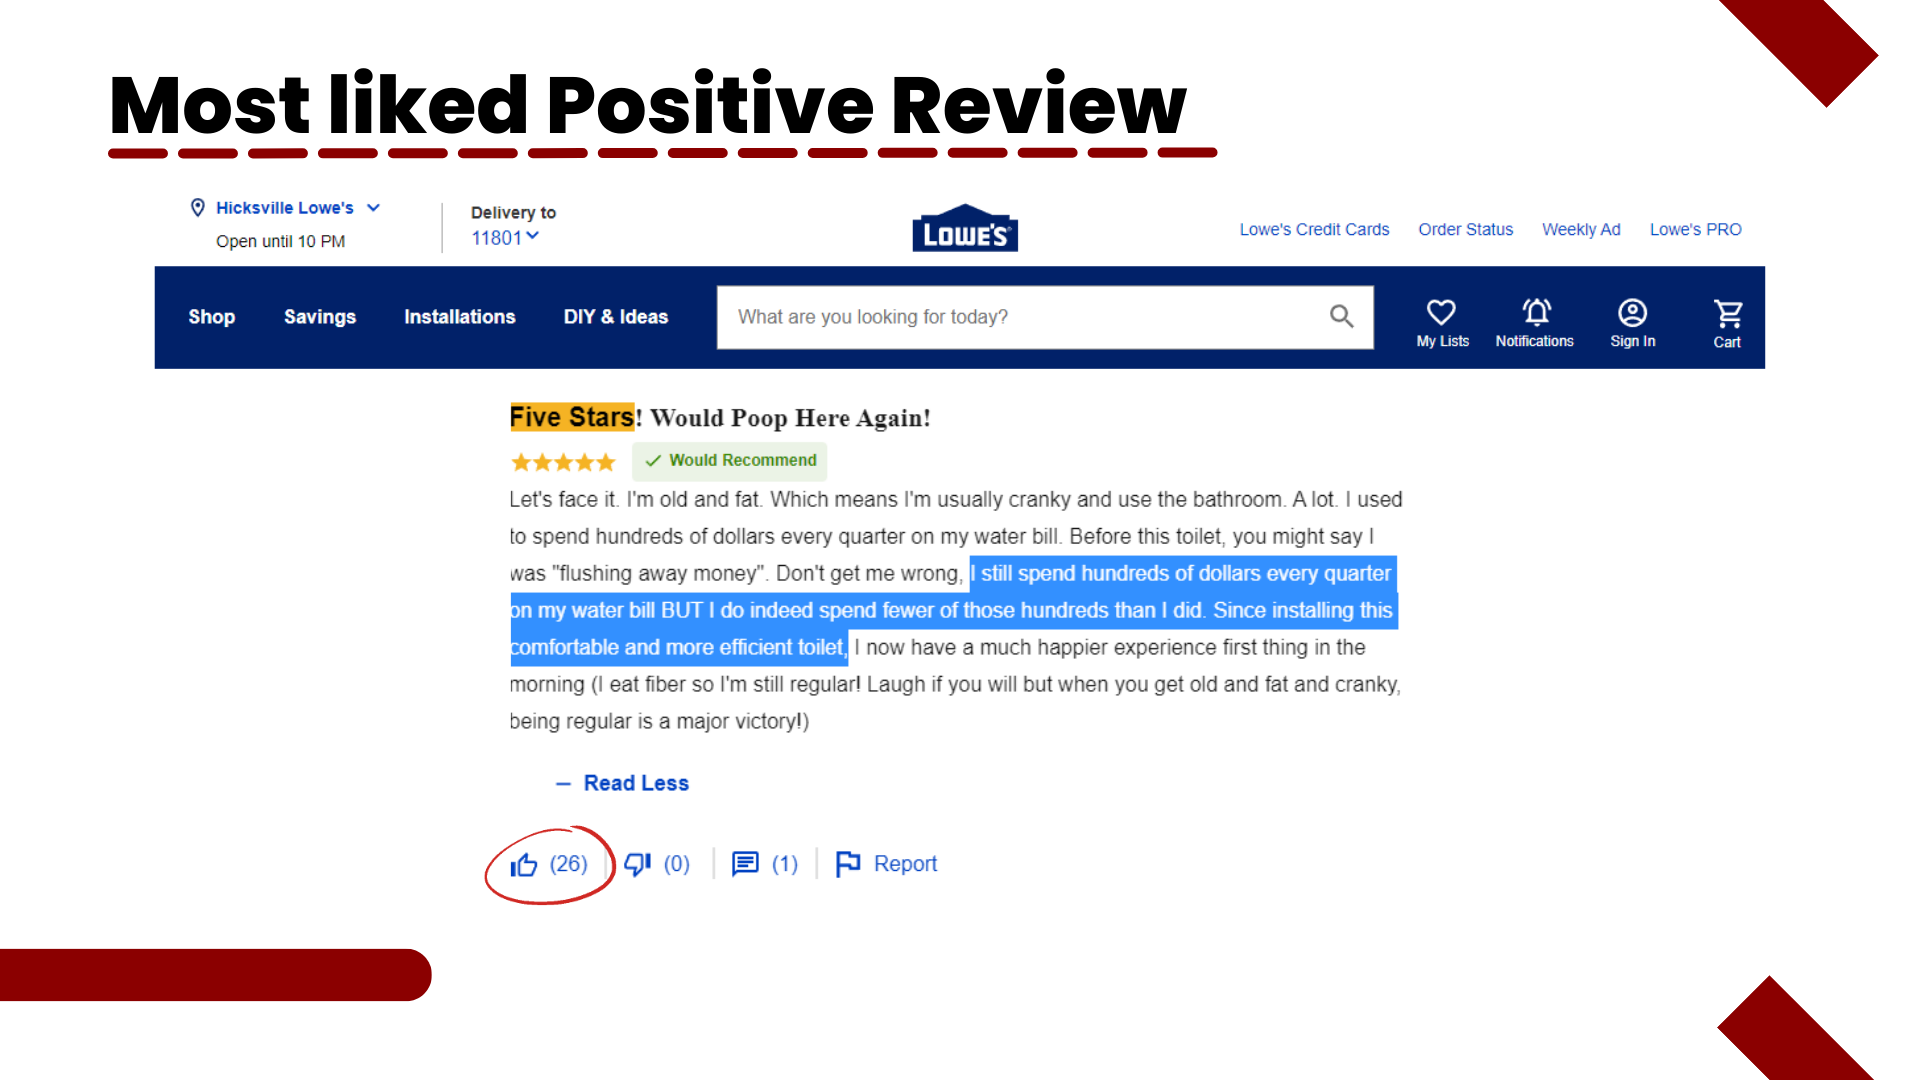 Most liked Positive Review
Hicksville Lowe's
Open until 10 PM
Delivery to
11801
LOWE'S
Lowe's Credit Cards
Order Status
Weekly Ad
Lowe's PRO
Shop
Savings
Installations
DIY & Ideas
What are you looking for today?
My Lists
Notifications
Sign In
Cart
Five Stars! Would Poop Here Again!
Would Recommend
Let's face it. I'm old and fat. Which means I'm usually cranky and use the bathroom. A lot. I used
to spend hundreds of dollars every quarter on my water bill. Before this toilet, you might say I
was "flushing away money". Don't get me wrong, I still spend hundreds of dollars every quarter
on my water bill BUT I do indeed spend fewer of those hundreds than I did. Since installing this
comfortable and more efficient toilet, I now have a much happier experience first thing in the
morning (I eat fiber so I'm still regular! Laugh if you will but when you get old and fat and cranky,
being regular is a major victory!)
– Read Less
(26)
(0)
(1)
Report